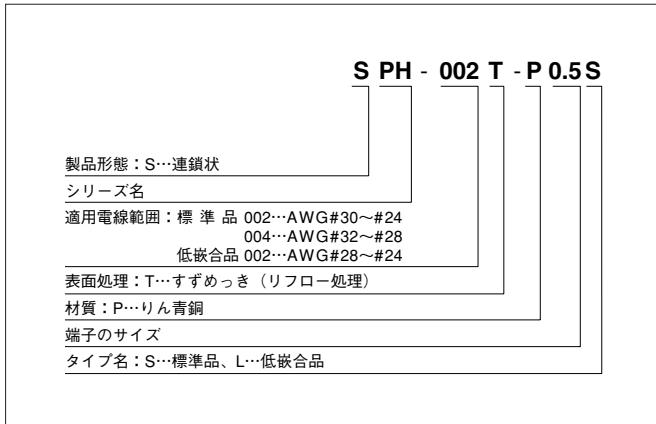 S PH - 002 T - P 0.5 S
製品形態：S…連鎖状
シリーズ名
適用電線範囲：標 準 品 002…AWG#30〜#24
004…AWG#32〜#28
低嵌合品 002…AWG#28〜#24
表面処理：T…すずめっき（リフロー処理）
材質：P…りん青銅
端子のサイズ
タイプ名：S…標準品、L…低嵌合品